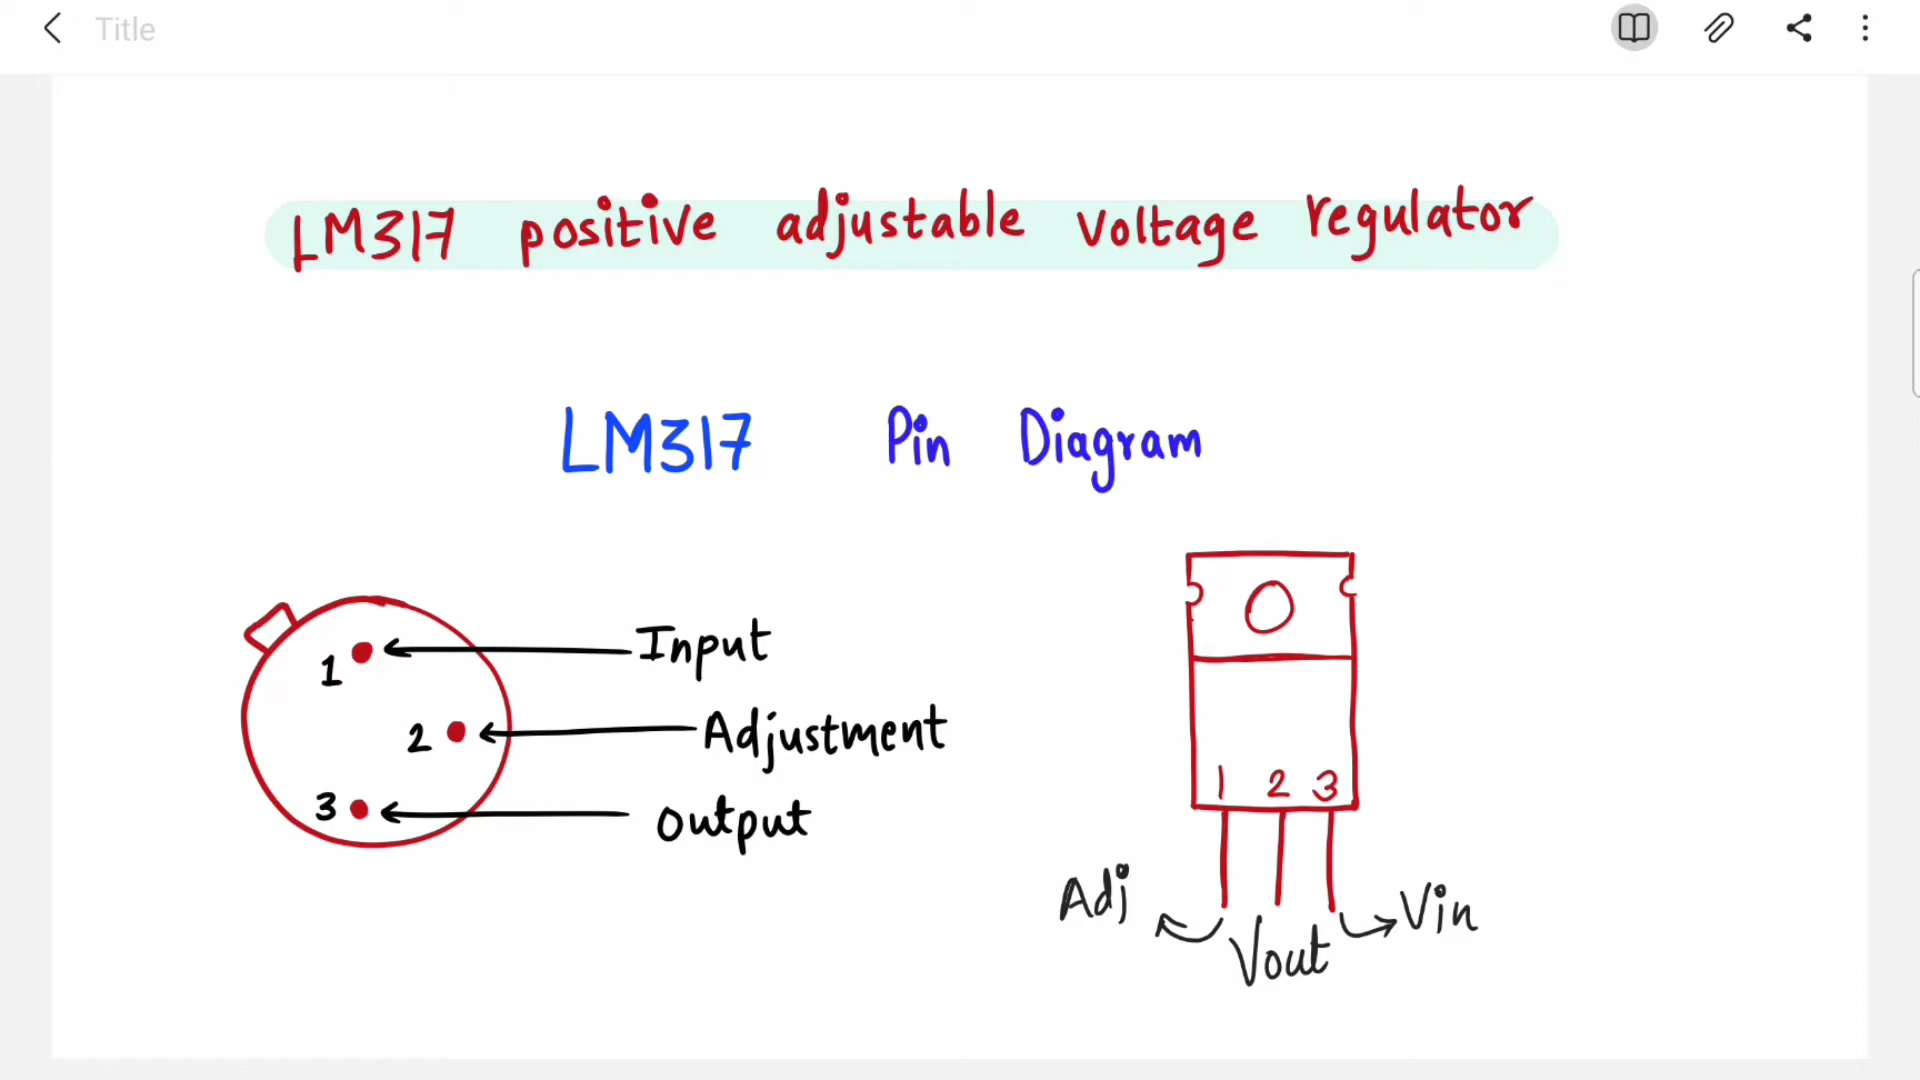 Title
LM317 positive adjustable voltage regulator
LM317 Pin Diagram
1 Input
2 Adjustment
3 output
1 2 3
Adj Vout Vin